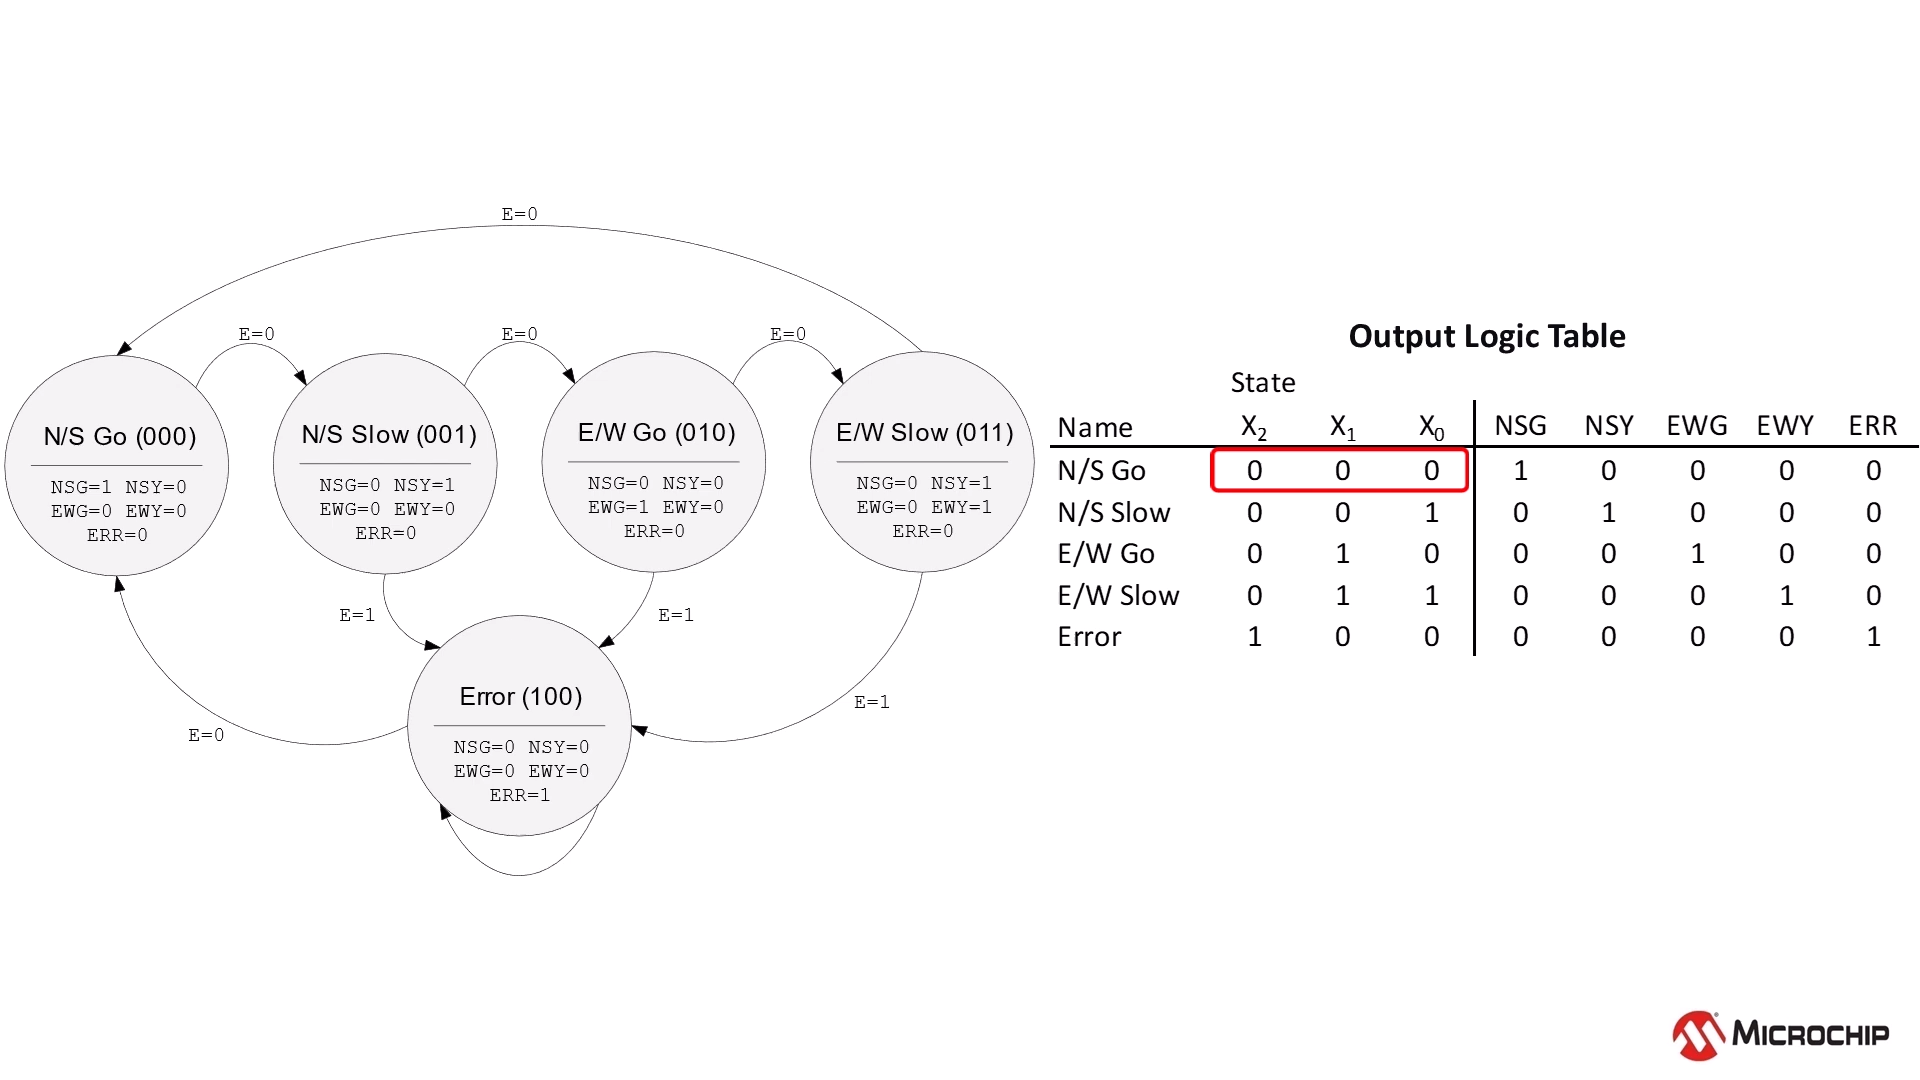 E=0
E=0
E=0
E=0
N/S Go (000)
NSG=1 NSY=0
EWG=0 EWY=0
ERR=0
N/S Slow (001)
NSG=0 NSY=1
EWG=0 EWY=0
ERR=0
E/W Go (010)
NSG=0 NSY=0
EWG=1 EWY=0
ERR=0
E/W Slow (011)
NSG=0 NSY=1
EWG=0 EWY=1
ERR=0
E=1
E=1
E=1
E=0
Error (100)
NSG=0 NSY=0
EWG=0 EWY=0
ERR=1
Output Logic Table
State
Name X2 X1 X0 NSG NSY EWG EWY ERR
N/S Go 0 0 0 1 0 0 0 0
N/S Slow 0 0 1 0 1 0 0 0
E/W Go 0 1 0 0 0 1 0 0
E/W Slow 0 1 1 0 0 0 1 0
Error 1 0 0 0 0 0 0 1
MICROCHIP